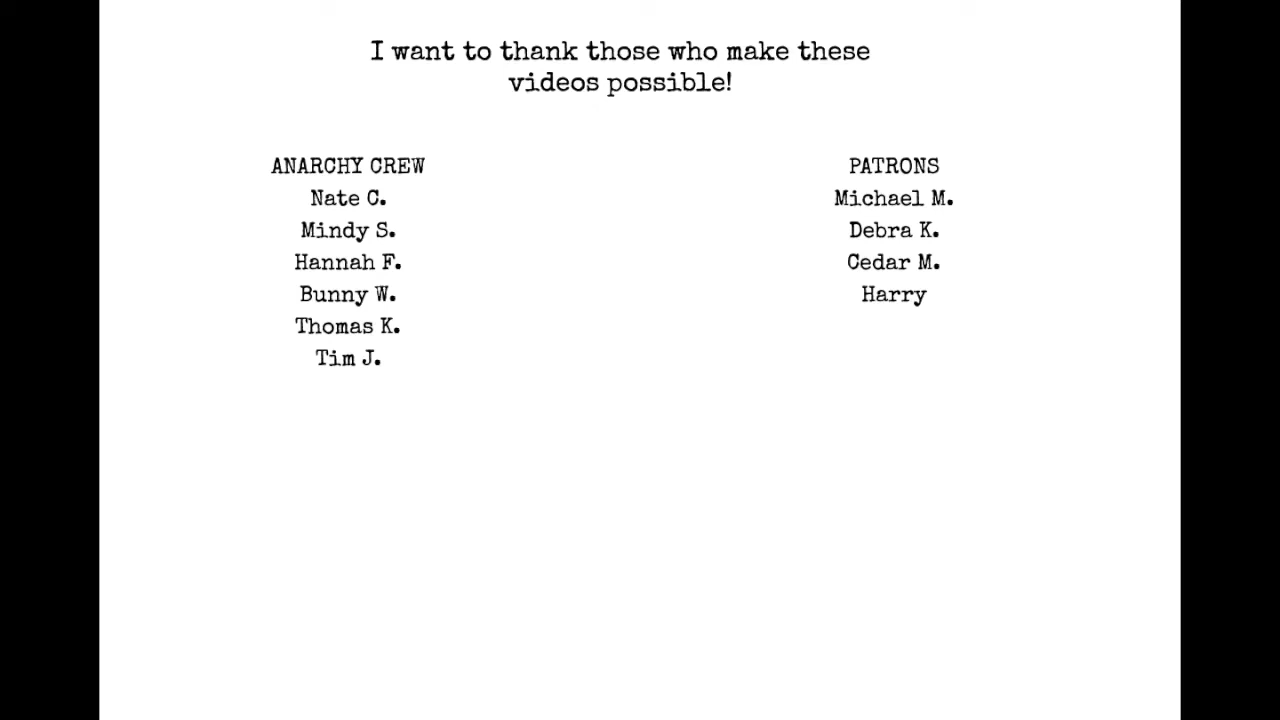 I want to thank those who make these
videos possible!
ANARCHY CREW
Nate C.
Mindy S.
Hannah F.
Bunny W.
Thomas K.
Tim J.
PATRONS
Michael M.
Debra K.
Cedar M.
Harry